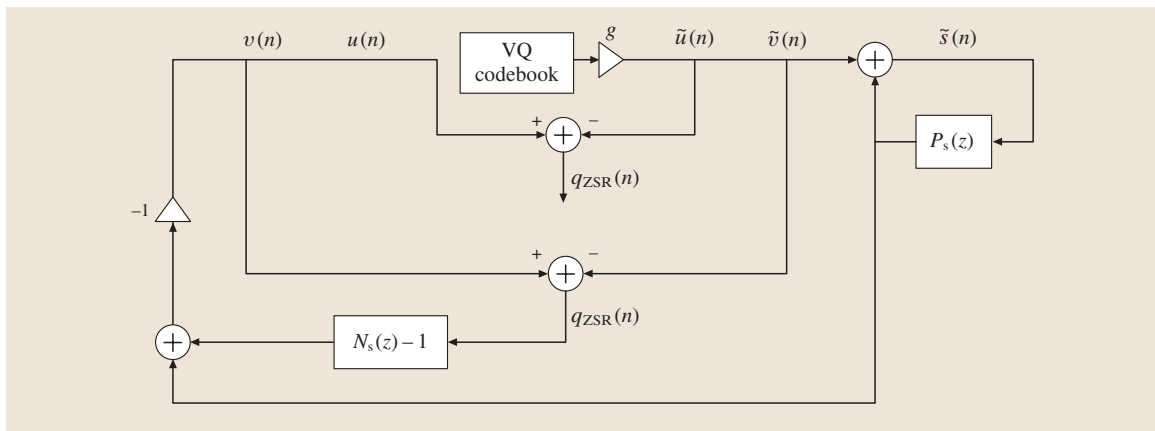 v(n)
u(n)
VQ
codebook
g
ũ(n)
ṽ(n)
+
s̃(n)
+
+
–
P_s(z)
q_ZSR(n)
–1
+
+
–
q_ZSR(n)
+
N_s(z) – 1